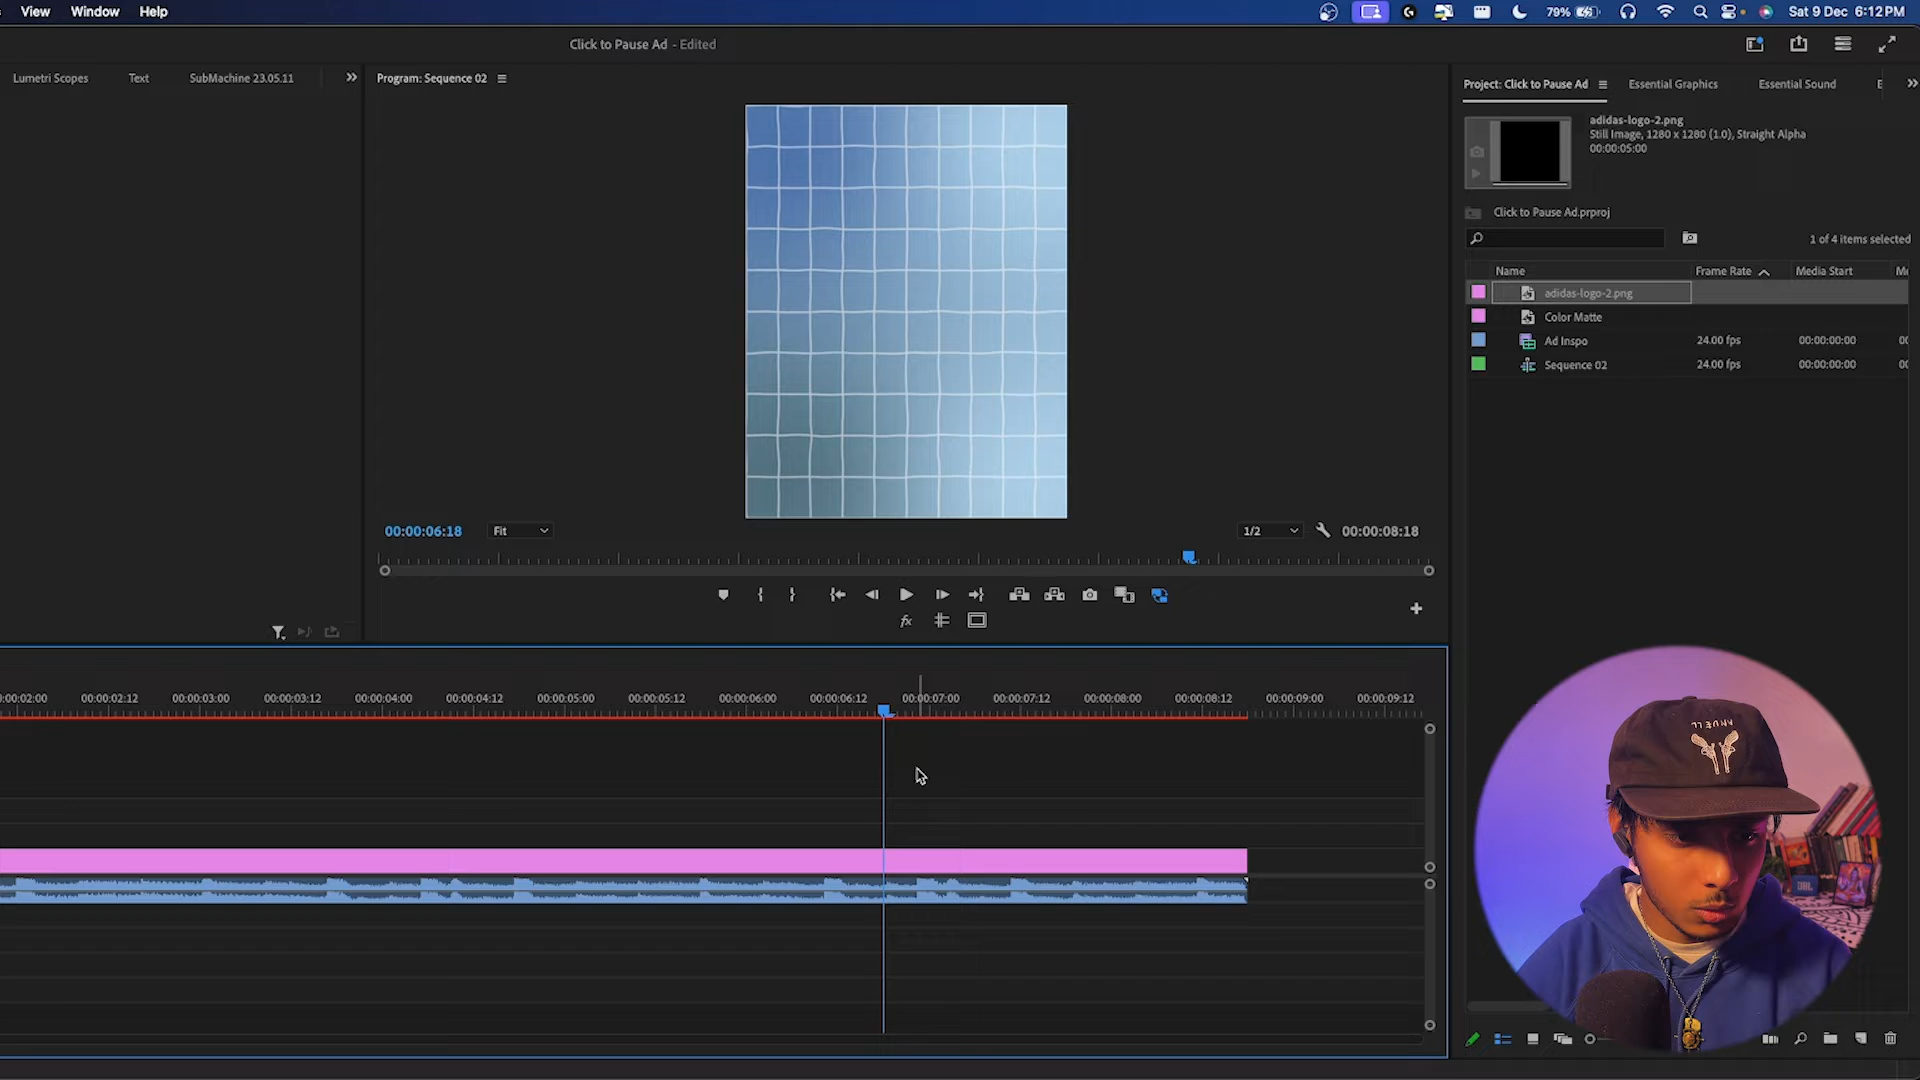 View Window Help 79% Sat 9 Dec 6:12PM
Click to Pause Ad - Edited
Lumetri Scopes Text SubMachine 23.05.11
Program: Sequence 02
Project: Click to Pause Ad Essential Graphics Essential Sound E
adidas-logo-2.png
Still Image, 1280 x 1280 (1.0), Straight Alpha
00:00:05:00
Click to Pause Ad.prproj
1 of 4 items selected
Name Frame Rate Media Start Me
adidas-logo-2.png
Color Matte
Ad Inspo 24.00 fps 00:00:00:00 00
Sequence 02 24.00 fps 00:00:00:00 00
00:00:06:18 Fit 1/2 00:00:08:18
fx
:00:02:00 00:00:02:12 00:00:03:00 00:00:03:12 00:00:04:00 00:00:04:12 00:00:05:00 00:00:05:12 00:00:06:00 00:00:06:12 00:00:07:00 00:00:07:12 00:00:08:00 00:00:08:12 00:00:09:00 00:00:09:12
JBL